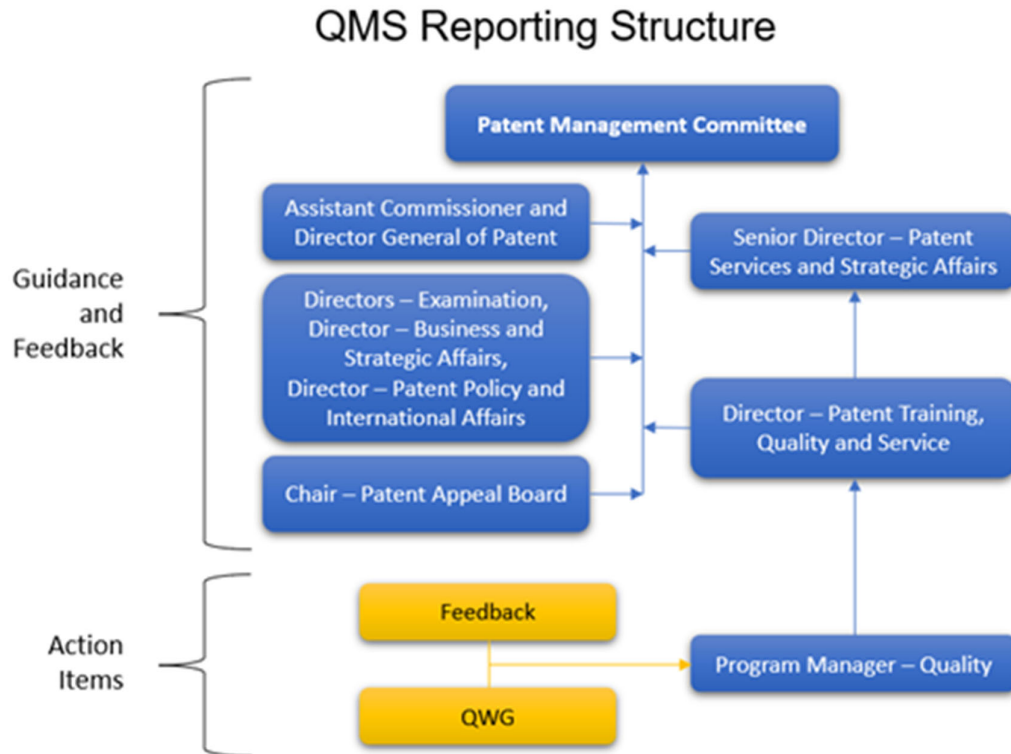 QMS Reporting Structure
Patent Management Committee
Assistant Commissioner and
Director General of Patent
Senior Director – Patent
Services and Strategic Affairs
Guidance
and
Feedback
Directors – Examination,
Director – Business and
Strategic Affairs,
Director – Patent Policy and
International Affairs
Director – Patent Training,
Quality and Service
Chair – Patent Appeal Board
Action
Items
Feedback
QWG
Program Manager – Quality